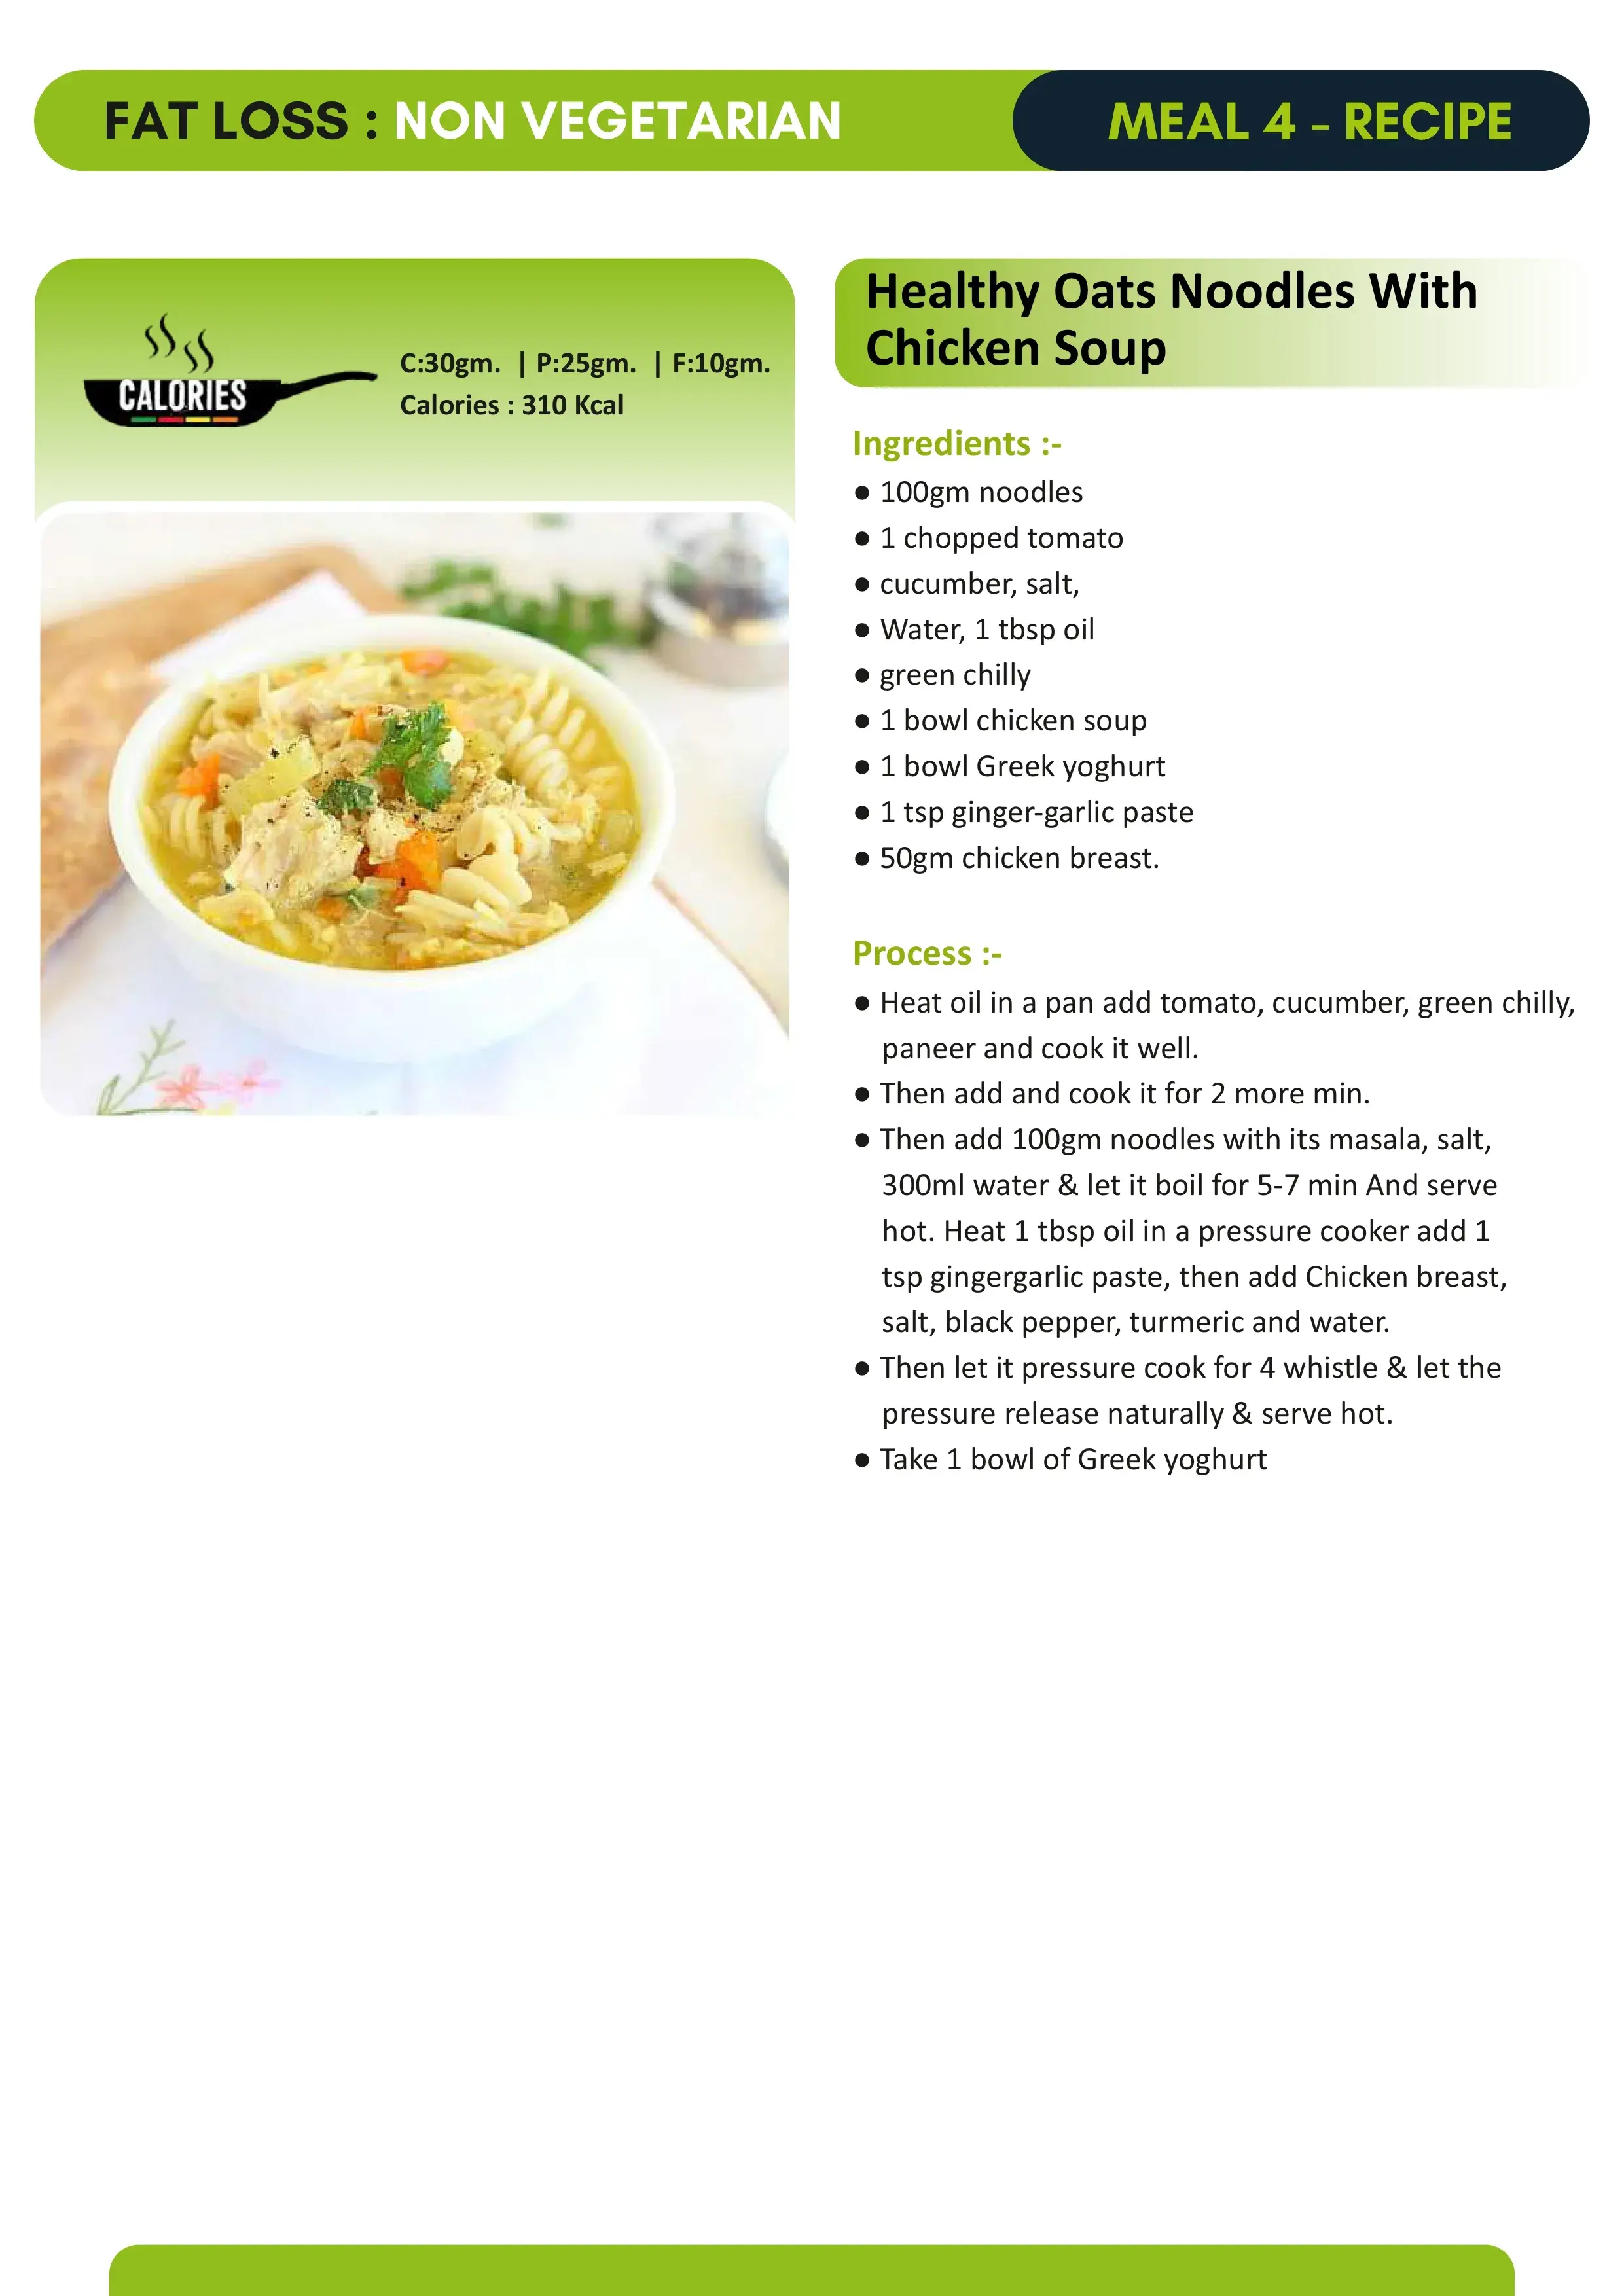 FAT LOSS : NON VEGETARIAN
MEAL 4 - RECIPE
CALORIES
C:30gm. | P:25gm. | F:10gm.
Calories : 310 Kcal
Healthy Oats Noodles With
Chicken Soup
Ingredients :-
● 100gm noodles
● 1 chopped tomato
● cucumber, salt,
● Water, 1 tbsp oil
● green chilly
● 1 bowl chicken soup
● 1 bowl Greek yoghurt
● 1 tsp ginger-garlic paste
● 50gm chicken breast.
Process :-
● Heat oil in a pan add tomato, cucumber, green chilly,
paneer and cook it well.
● Then add and cook it for 2 more min.
● Then add 100gm noodles with its masala, salt,
300ml water & let it boil for 5-7 min And serve
hot. Heat 1 tbsp oil in a pressure cooker add 1
tsp gingergarlic paste, then add Chicken breast,
salt, black pepper, turmeric and water.
● Then let it pressure cook for 4 whistle & let the
pressure release naturally & serve hot.
● Take 1 bowl of Greek yoghurt